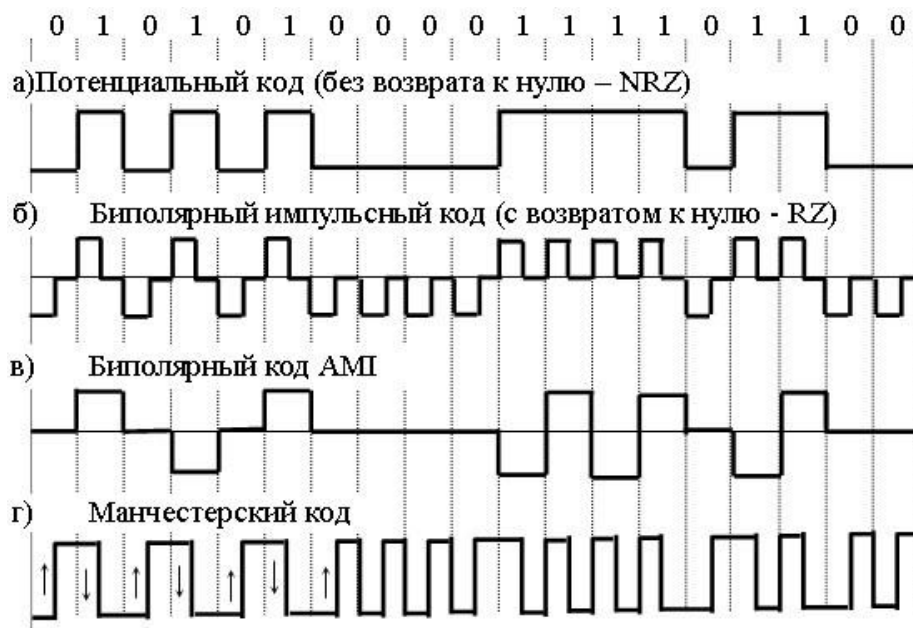 0 1 0 1 0 1 0 0 0 0 1 1 1 1 0 1 1 0 0
а)Потенциальный код (без возврата к нулю – NRZ)
б) Биполярный импульсный код (с возвратом к нулю - RZ)
в) Биполярный код AMI
г) Манчестерский код